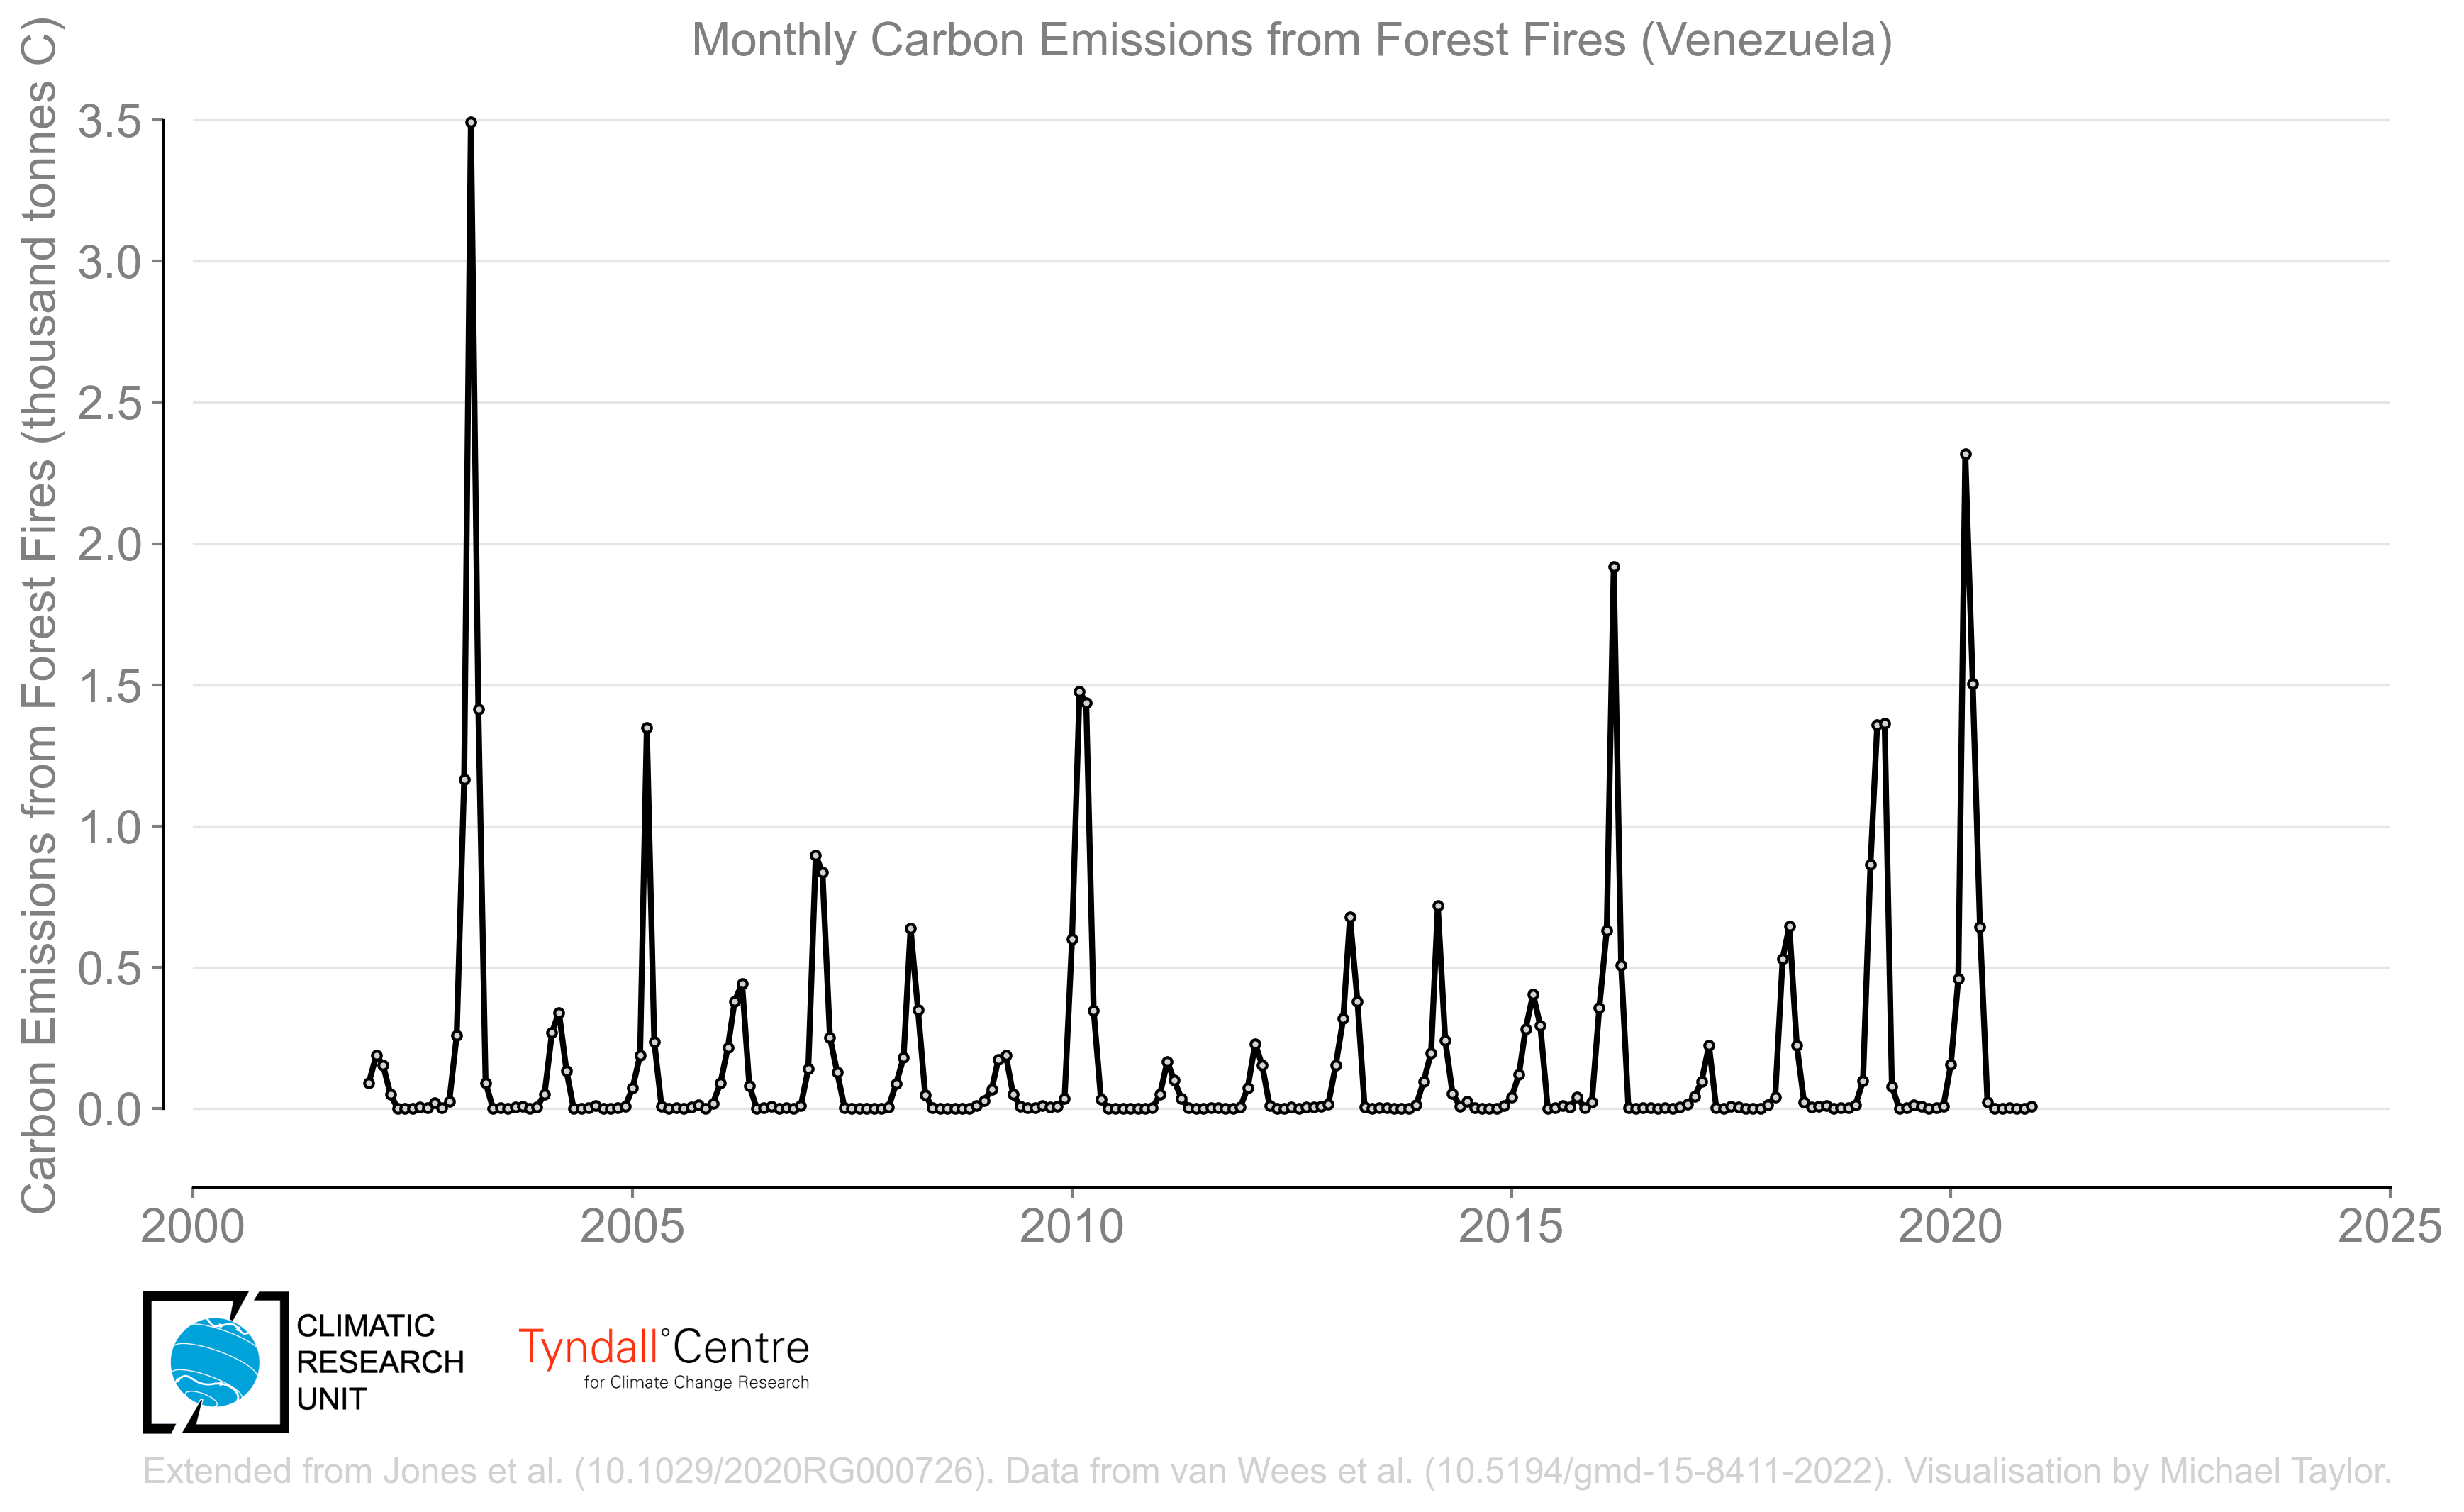 Monthly Carbon Emissions from Forest Fires (Venezuela)
Carbon Emissions from Forest Fires (thousand tonnes C)
3.5
3.0
2.5
2.0
1.5
1.0
0.5
0.0
2000 2005 2010 2015 2020 2025
CLIMATIC
RESEARCH
UNIT
Tyndall°Centre
for Climate Change Research
Extended from Jones et al. (10.1029/2020RG000726). Data from van Wees et al. (10.5194/gmd-15-8411-2022). Visualisation by Michael Taylor.